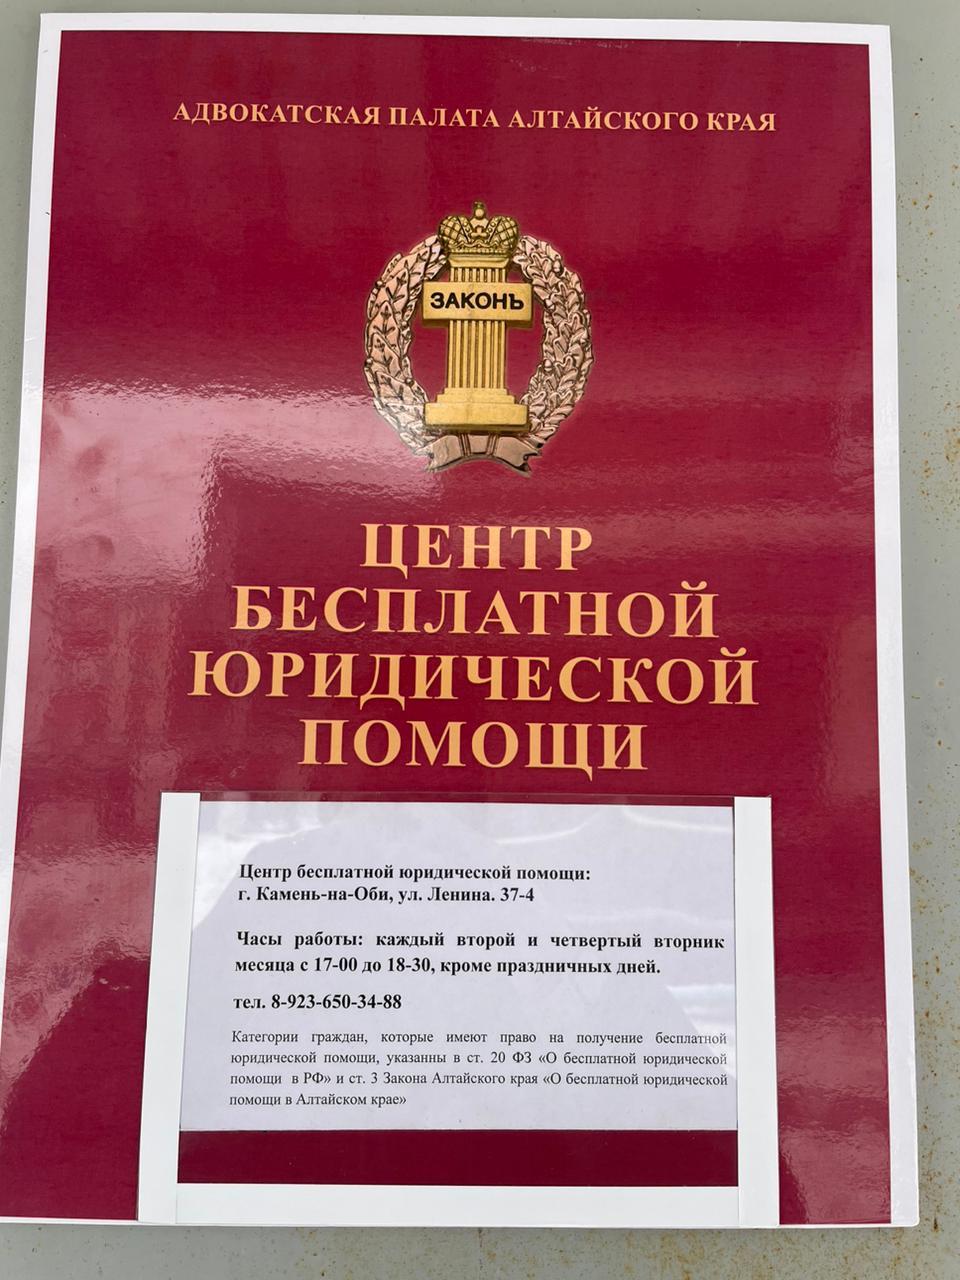 АДВОКАТСКАЯ ПАЛАТА АЛТАЙСКОГО КРАЯ
ЗАКОНЪ
ЦЕНТР
БЕСПЛАТНОЙ
ЮРИДИЧЕСКОЙ
ПОМОЩИ
Центр бесплатной юридической помощи:
г. Камень-на-Оби, ул. Ленина. 37-4
Часы работы: каждый второй и четвертый вторник
месяца с 17-00 до 18-30, кроме праздничных дней.
тел. 8-923-650-34-88
Категории граждан, которые имеют право на получение бесплатной
юридической помощи, указанны в ст. 20 ФЗ «О бесплатной юридической
помощи в РФ» и ст. 3 Закона Алтайского края «О бесплатной юридической
помощи в Алтайском крае»